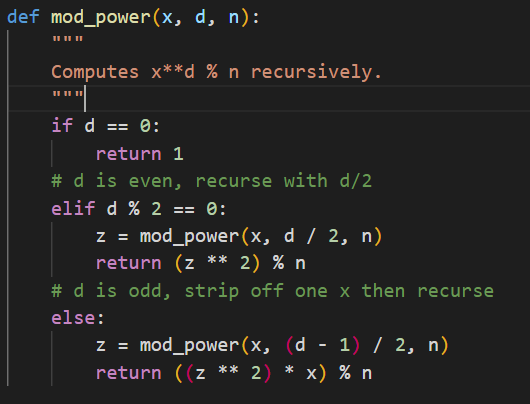 def mod_power(x, d, n):
    """
    Computes x**d % n recursively.
    """
    if d == 0:
        return 1
    # d is even, recurse with d/2
    elif d % 2 == 0:
        z = mod_power(x, d / 2, n)
        return (z ** 2) % n
    # d is odd, strip off one x then recurse
    else:
        z = mod_power(x, (d - 1) / 2, n)
        return ((z ** 2) * x) % n